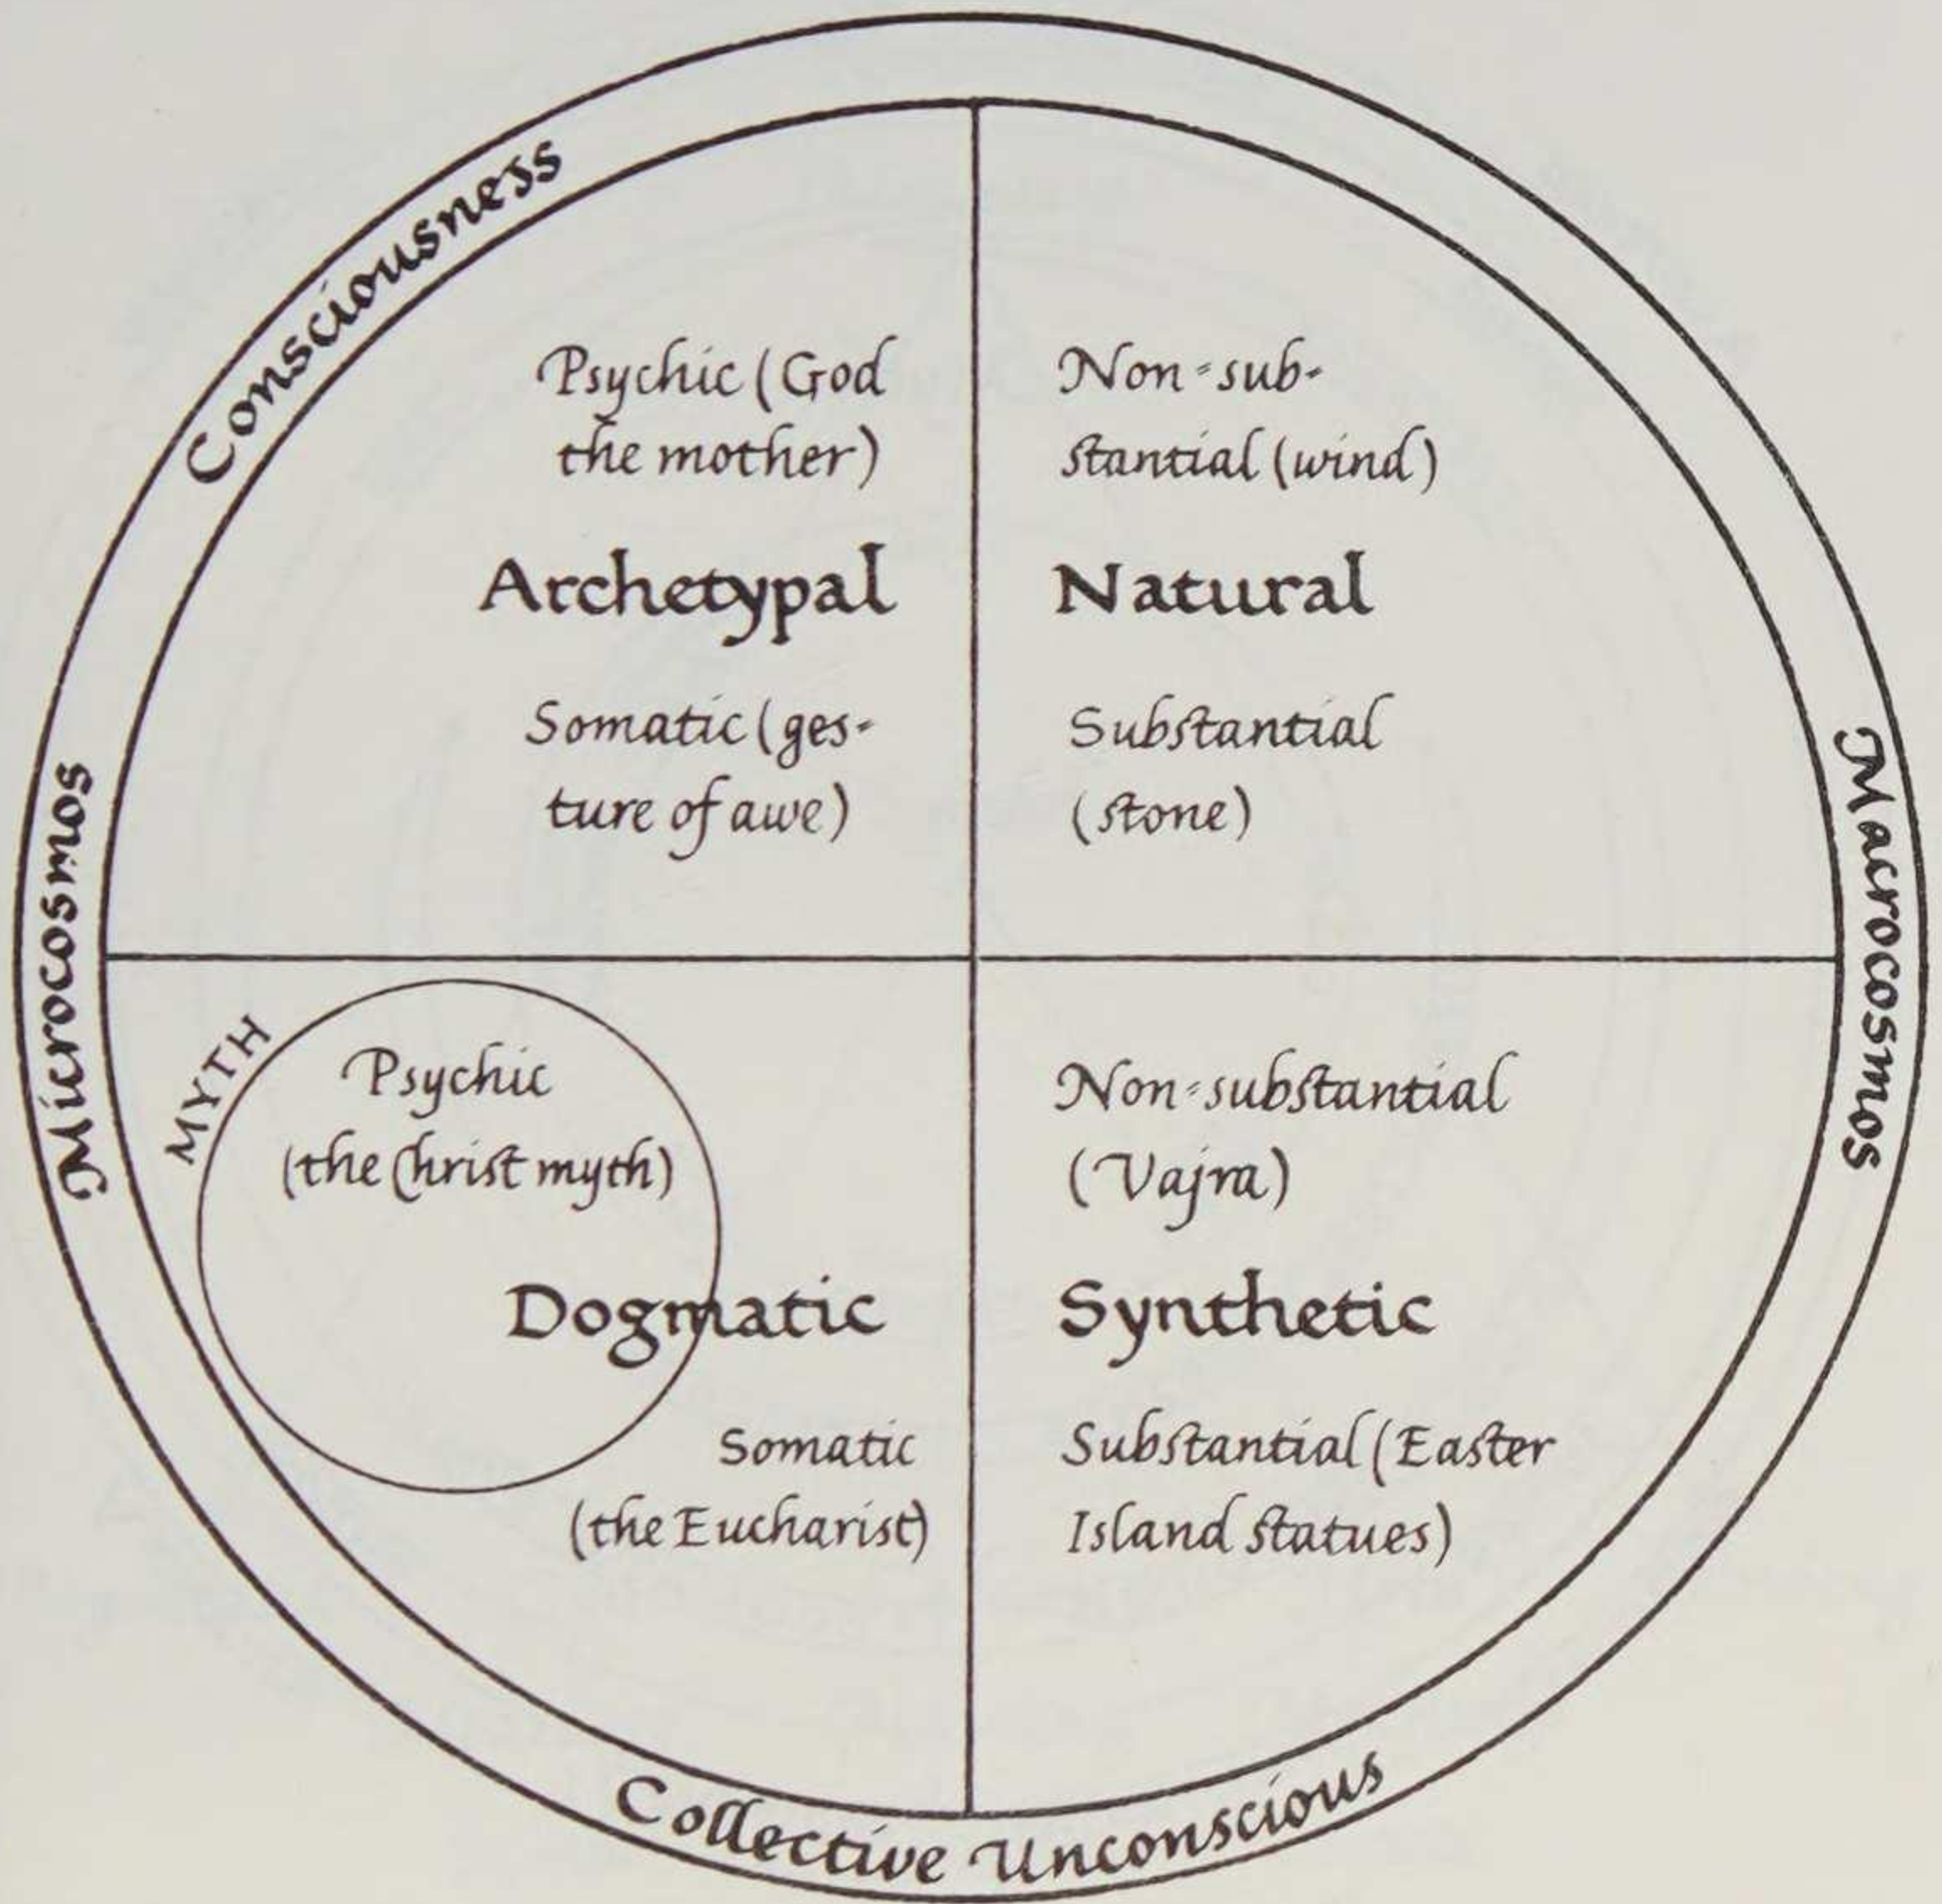 Consciousness
Psychic (God
the mother)
Archetypal
Somatic (ges-
ture of awe)
Non-sub-
stantial (wind)
Natural
Substantial
(stone)
Microcosmos
Macrocosmos
MYTH
Psychic
(the Christ myth)
Dogmatic
Somatic
(the Eucharist)
Non-substantial
(Vajra)
Synthetic
Substantial (Easter
Island statues)
Collective Unconscious